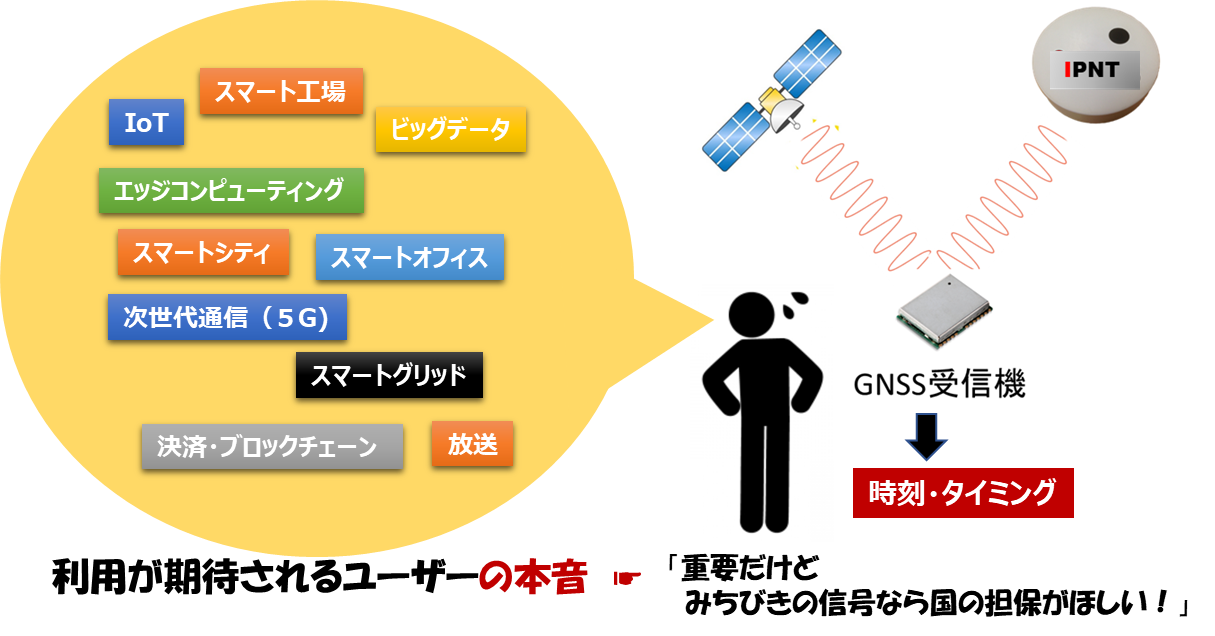 スマート工場
IoT
ビッグデータ
エッジコンピューティング
スマートシティ
スマートオフィス
次世代通信（５G)
スマートグリッド
決済・ブロックチェーン
放送
IPNT
GNSS受信機
時刻・タイミング
利用が期待されるユーザーの本音 ☛
「重要だけど
みちびきの信号なら国の担保がほしい！」